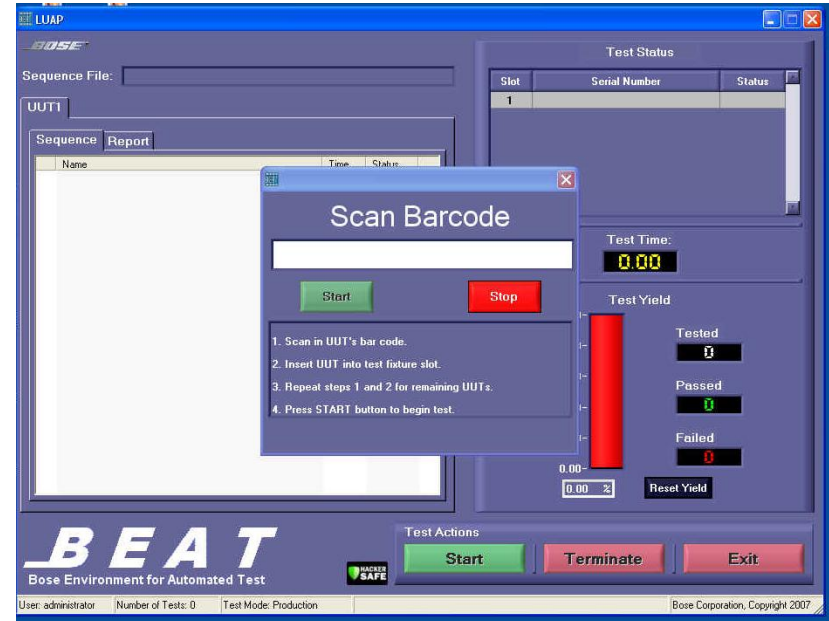 LUAP
BOSE
Sequence File:
UUT1
Sequence Report
Name Time Status
Test Status
Slot Serial Number Status
1
Scan Barcode
Start Stop
1. Scan in UUT's bar code.
2. Insert UUT into test fixture slot.
3. Repeat steps 1 and 2 for remaining UUTs.
4. Press START button to begin test.
Test Time:
0.00
Test Yield
Tested
0
Passed
0
Failed
0
0.00
0.00 %
Reset Yield
BEAT
Bose Environment for Automated Test
HACKER
SAFE
Test Actions
Start Terminate Exit
User: administrator Number of Tests: 0 Test Mode: Production Bose Corporation, Copyright 2007